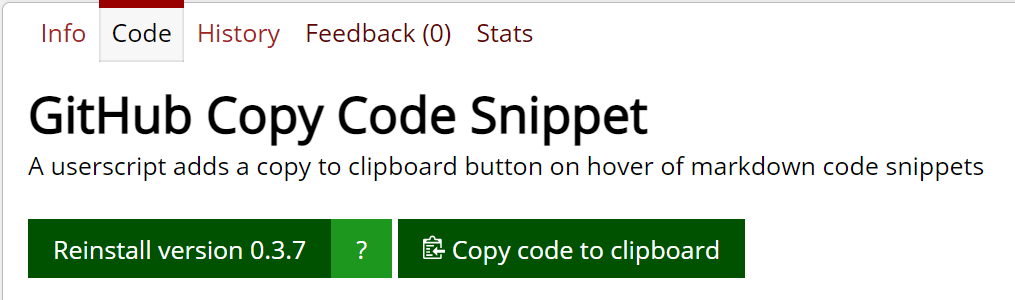 Info Code History Feedback (0) Stats
GitHub Copy Code Snippet
A userscript adds a copy to clipboard button on hover of markdown code snippets
Reinstall version 0.3.7 ? Copy code to clipboard